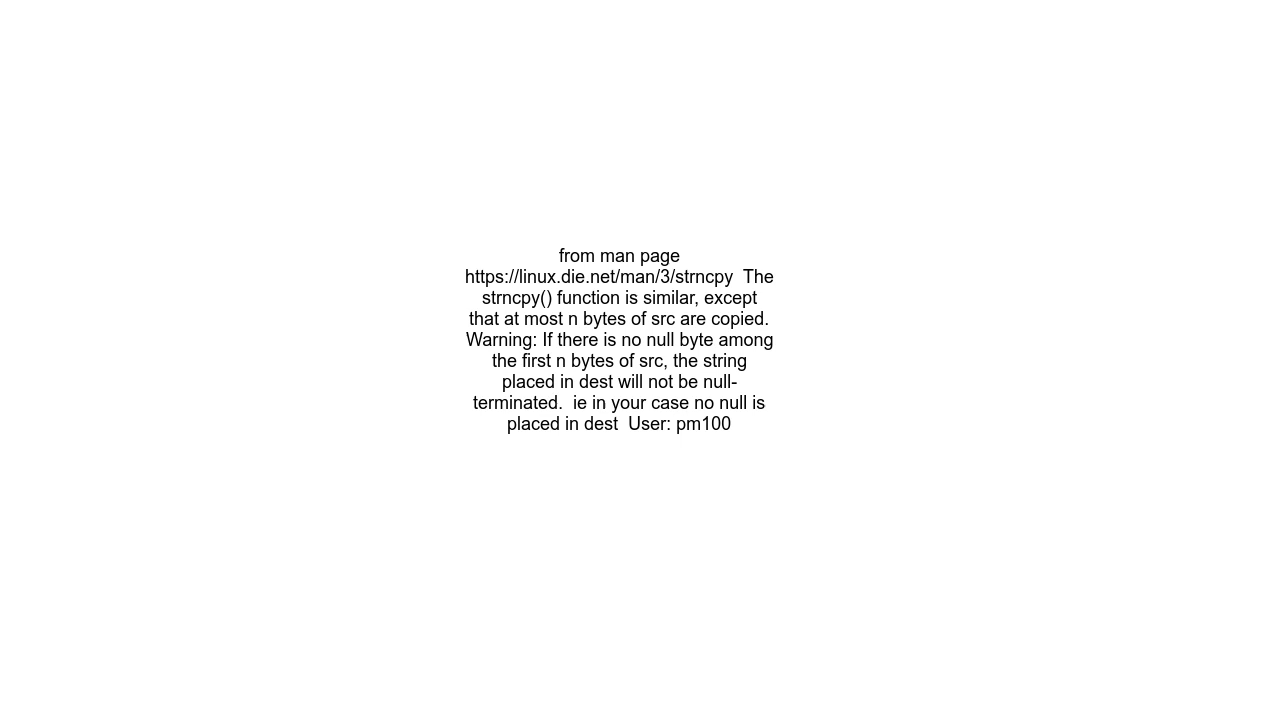 from man page
https://linux.die.net/man/3/strncpy  The
strncpy() function is similar, except
that at most n bytes of src are copied.
Warning: If there is no null byte among
the first n bytes of src, the string
placed in dest will not be null-
terminated.  ie in your case no null is
placed in dest  User: pm100